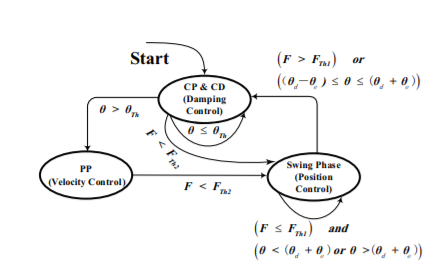 Start
(F > F_Th1) or
((θ_d − θ_e) ≤ θ ≤ (θ_d + θ_e))
CP & CD
(Damping
Control)
θ > θ_Th
θ ≤ θ_Th
F < F_Th2
PP
(Velocity Control)
F < F_Th2
Swing Phase
(Position
Control)
(F ≤ F_Th1) and
(θ < (θ_d + θ_e) or θ > (θ_d + θ_e))